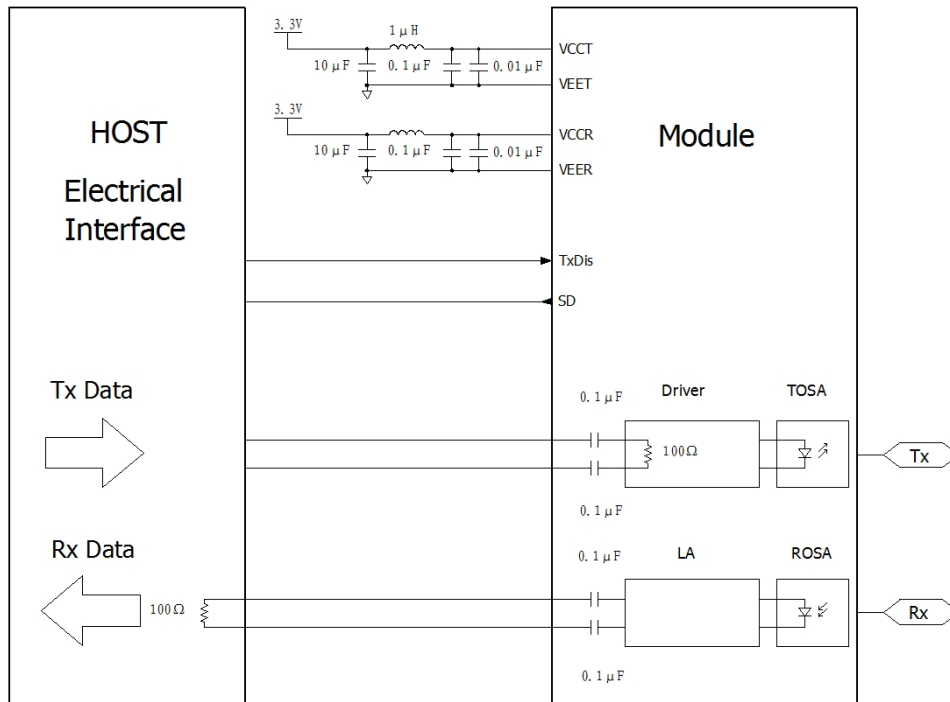 3.3V
1μH
VCCT
10μF
0.1μF
0.01μF
VEET
3.3V
VCCR
10μF
0.1μF
0.01μF
VEER
HOST
Electrical
Interface
Module
TxDis
SD
Tx Data
0.1μF
Driver
TOSA
100Ω
Tx
0.1μF
Rx Data
0.1μF
LA
ROSA
100Ω
Rx
0.1μF